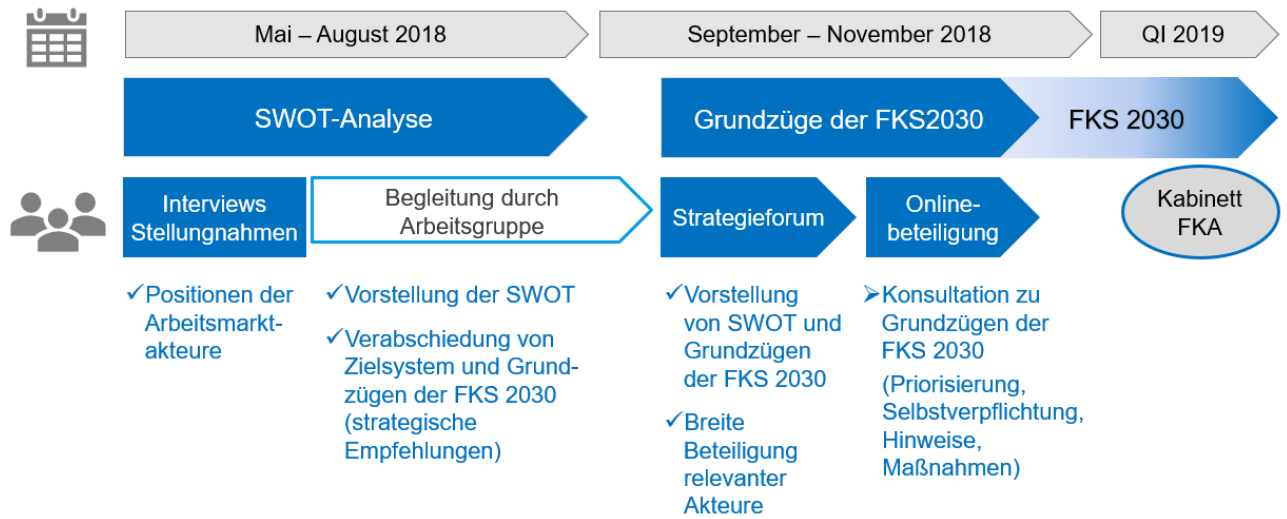 Mai – August 2018
September – November 2018
QI 2019
SWOT-Analyse
Grundzüge der FKS2030
FKS 2030
Interviews
Stellungnahmen
Begleitung durch
Arbeitsgruppe
Strategieforum
Online-
beteiligung
Kabinett
FKA
✓Positionen der
Arbeitsmarkt-
akteure
✓Vorstellung der SWOT
✓Verabschiedung von
Zielsystem und Grund-
zügen der FKS 2030
(strategische
Empfehlungen)
✓Vorstellung
von SWOT und
Grundzügen
der FKS 2030
✓Breite
Beteiligung
relevanter
Akteure
➢Konsultation zu
Grundzügen der
FKS 2030
(Priorisierung,
Selbstverpflichtung,
Hinweise,
Maßnahmen)